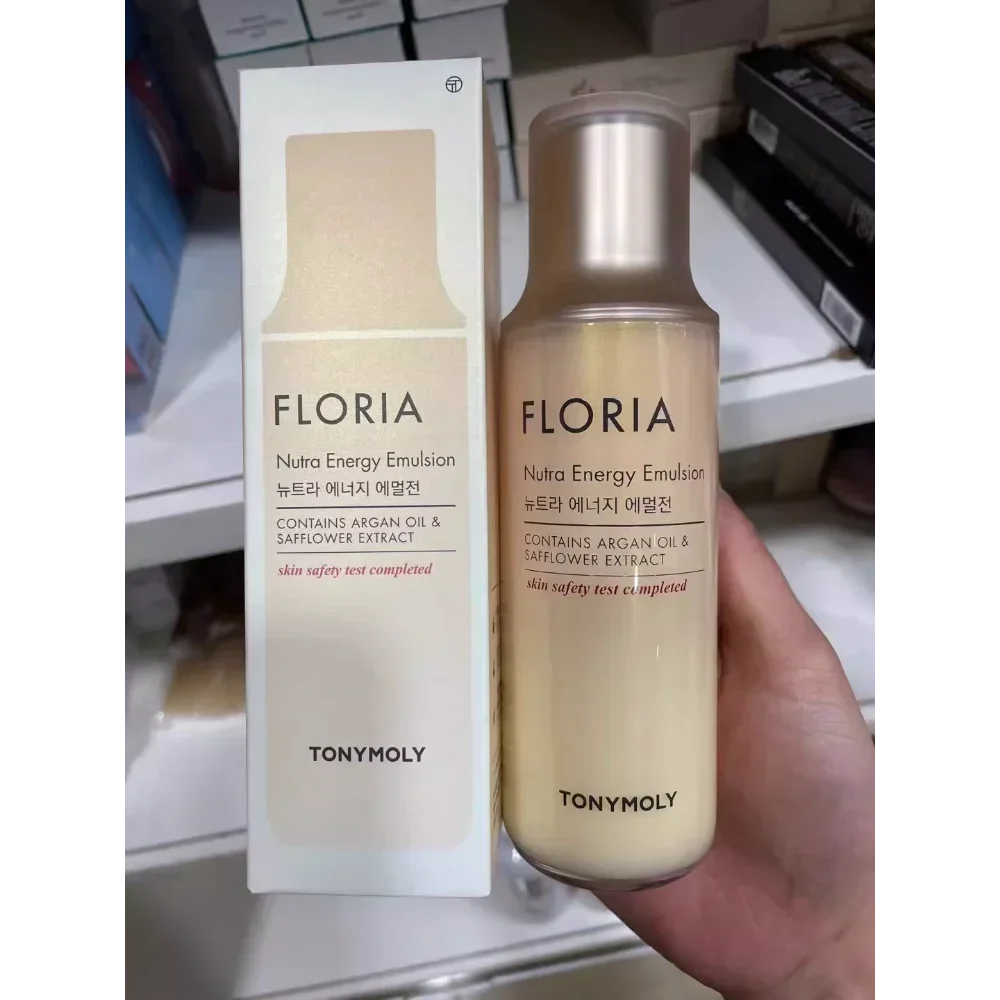 FLORIA
Nutra Energy Emulsion
뉴트라 에너지 에멀전
CONTAINS ARGAN OIL &
SAFFLOWER EXTRACT
skin safety test completed
TONYMOLY
FLORIA
Nutra Energy Emulsion
뉴트라 에너지 에멀전
CONTAINS ARGAN OIL &
SAFFLOWER EXTRACT
skin safety test completed
TONYMOLY